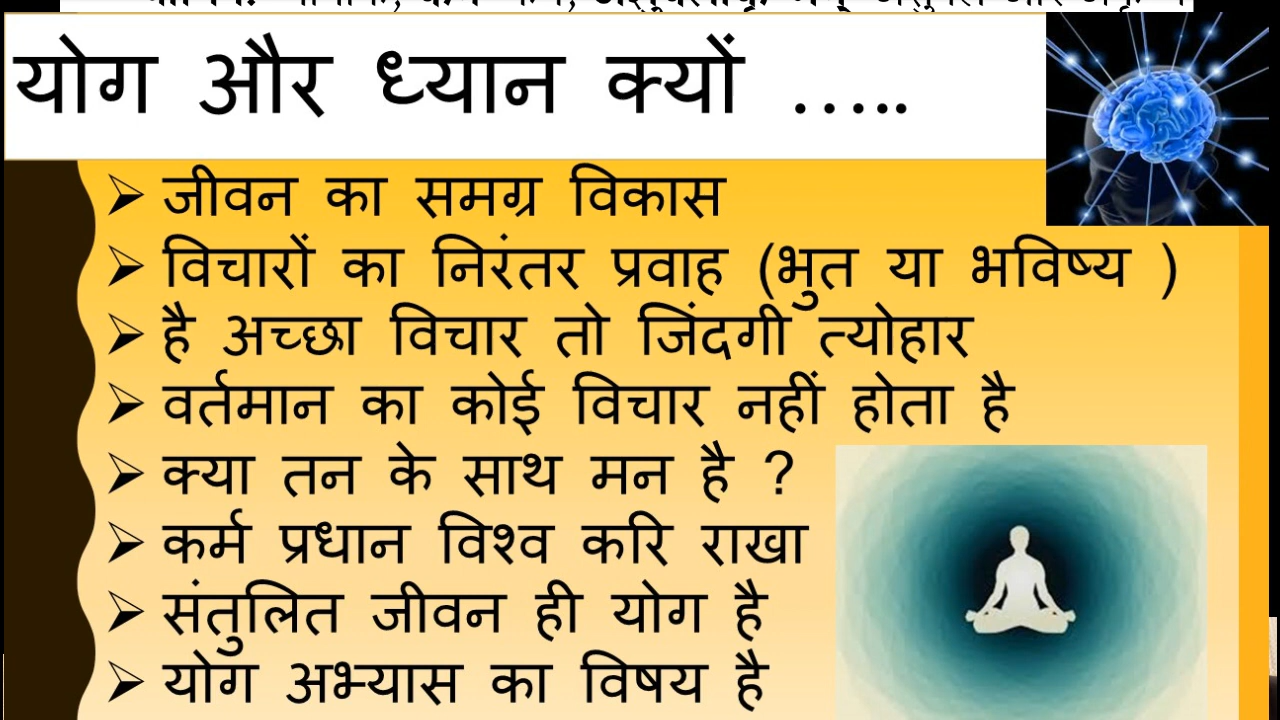 योग और ध्यान क्यों .....
➢ जीवन का समग्र विकास
➢ विचारों का निरंतर प्रवाह (भुत या भविष्य )
➢ है अच्छा विचार तो जिंदगी त्योहार
➢ वर्तमान का कोई विचार नहीं होता है
➢ क्या तन के साथ मन है ?
➢ कर्म प्रधान विश्व करि राखा
➢ संतुलित जीवन ही योग है
➢ योग अभ्यास का विषय है